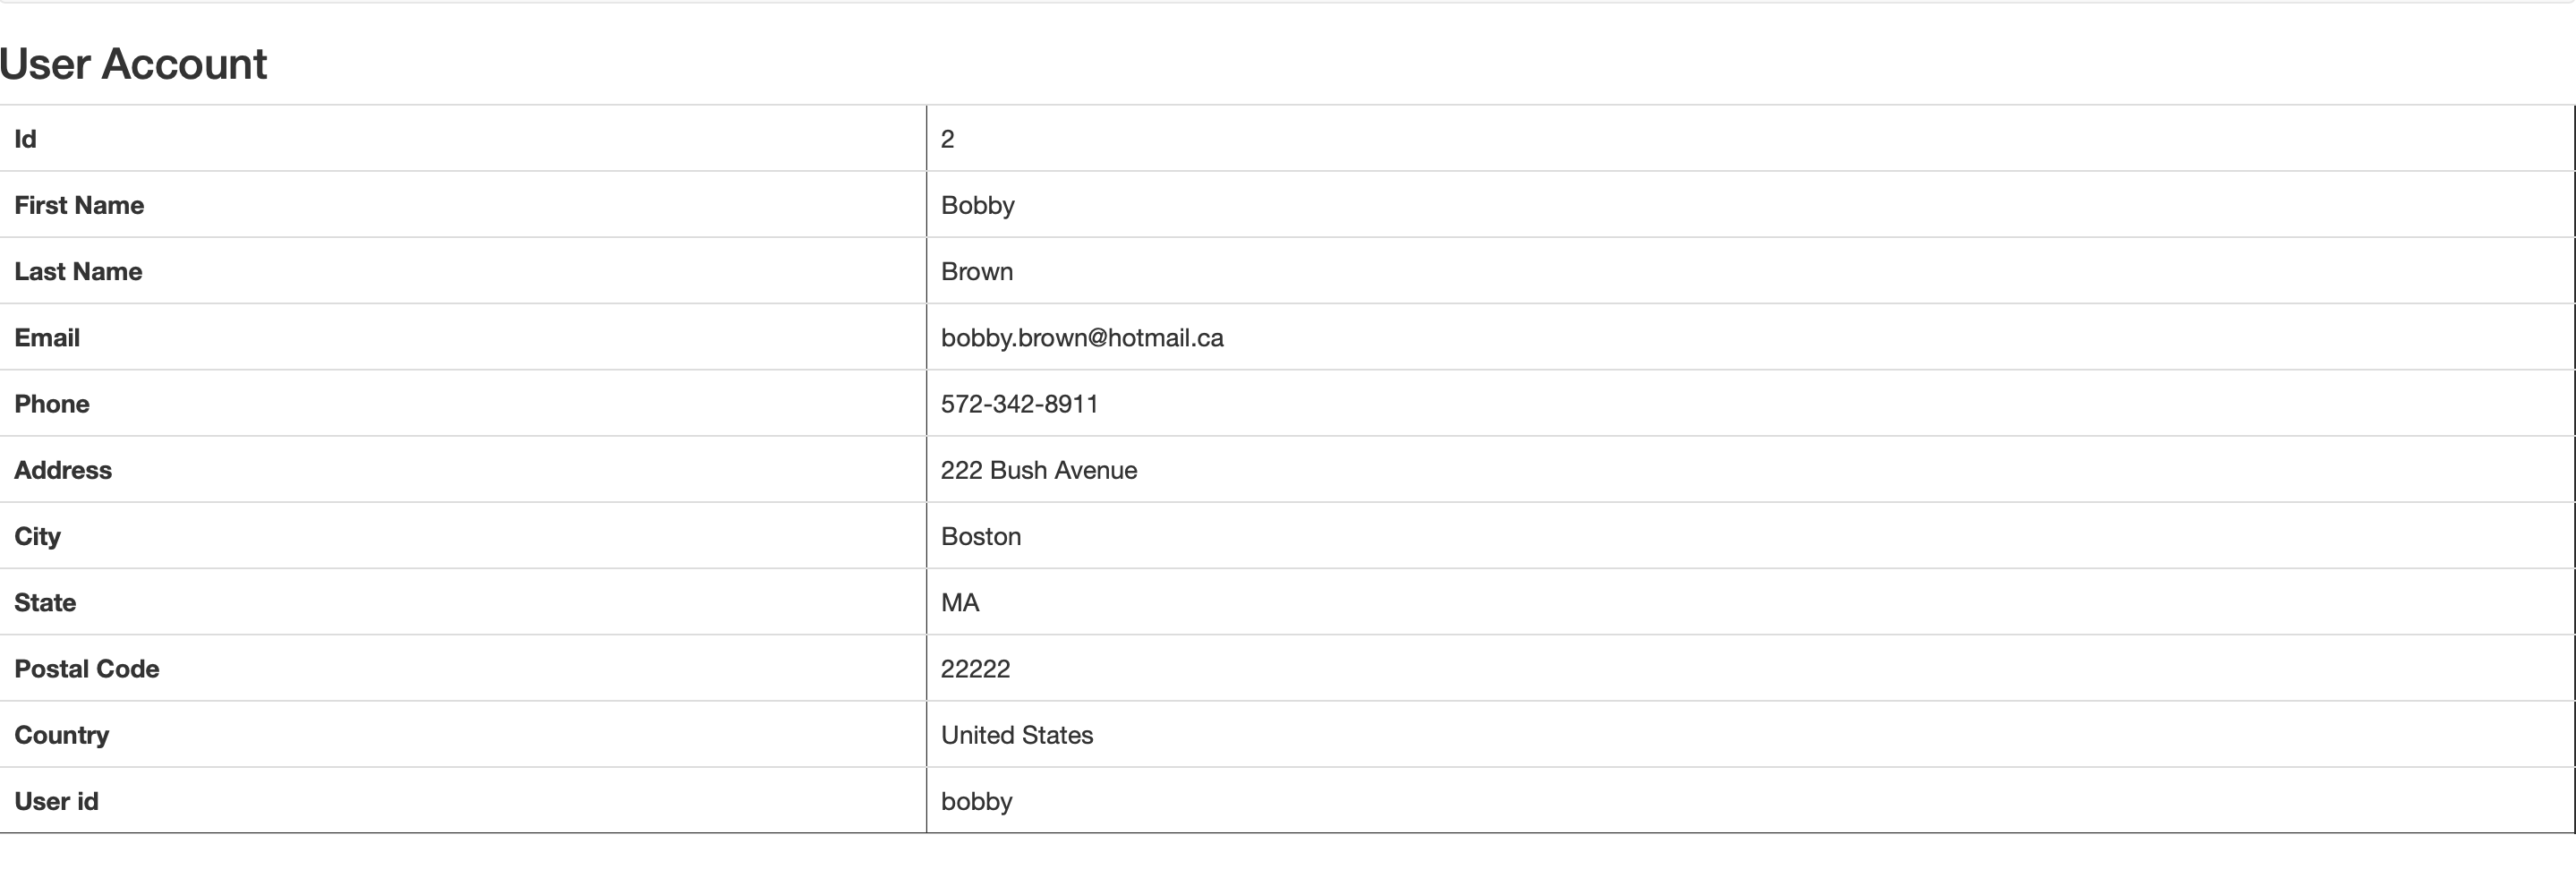 User Account
Id 2
First Name Bobby
Last Name Brown
Email bobby.brown@hotmail.ca
Phone 572-342-8911
Address 222 Bush Avenue
City Boston
State MA
Postal Code 22222
Country United States
User id bobby